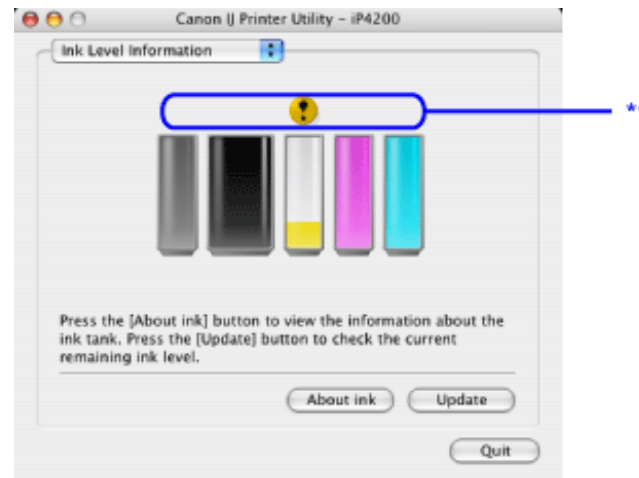 Canon IJ Printer Utility – iP4200
Ink Level Information
!
*
Press the [About ink] button to view the information about the
ink tank. Press the [Update] button to check the current
remaining ink level.
About ink Update
Quit